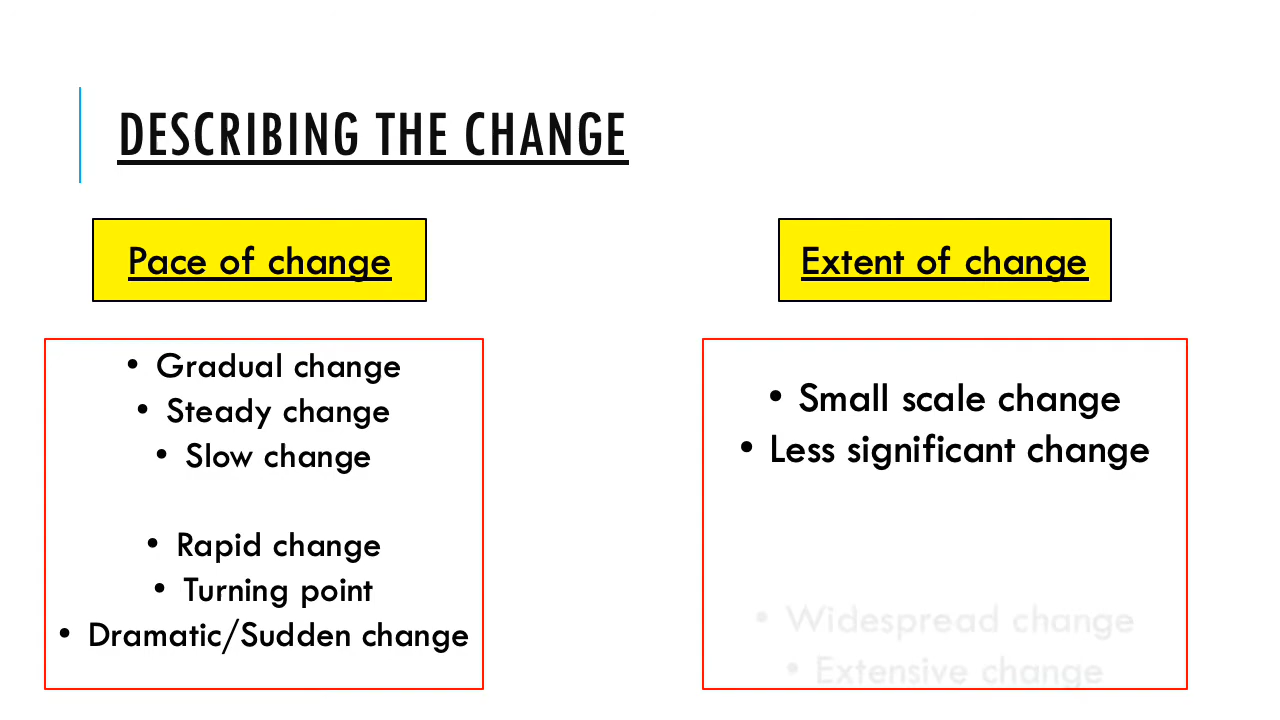 DESCRIBING THE CHANGE
Pace of change
• Gradual change
• Steady change
• Slow change
• Rapid change
• Turning point
• Dramatic/Sudden change
Extent of change
• Small scale change
• Less significant change
• Widespread change
• Extensive change